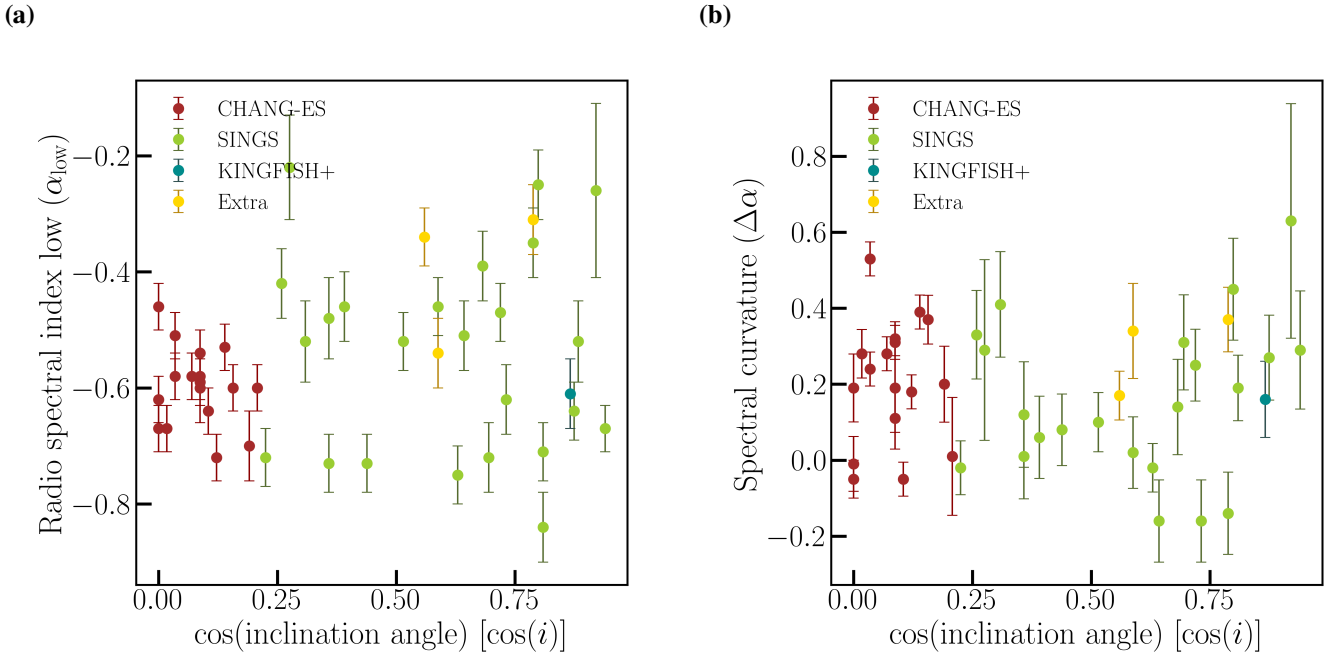 (a)
CHANG-ES
SINGS
KINGFISH+
Extra
−0.2
−0.4
−0.6
−0.8
Radio spectral index low (α_low)
0.00 0.25 0.50 0.75
cos(inclination angle) [cos(i)]
(b)
CHANG-ES
SINGS
KINGFISH+
Extra
0.8
0.6
0.4
0.2
0.0
−0.2
Spectral curvature (Δα)
0.00 0.25 0.50 0.75
cos(inclination angle) [cos(i)]